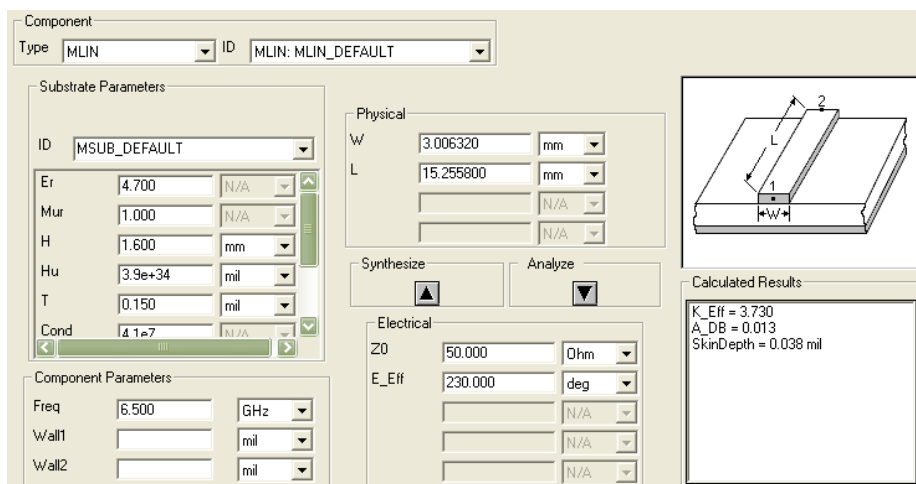 Component
Type MLIN ID MLIN: MLIN_DEFAULT
Substrate Parameters
ID MSUB_DEFAULT
Er 4.700 N/A
Mur 1.000 N/A
H 1.600 mm
Hu 3.9e+34 mil
T 0.150 mil
Cond 4.1e7 N/A
Component Parameters
Freq 6.500 GHz
Wall1 mil
Wall2 mil
Physical
W 3.006320 mm
L 15.255800 mm
N/A
N/A
Synthesize Analyze
Electrical
Z0 50.000 Ohm
E_Eff 230.000 deg
N/A
N/A
N/A
2
L
1
W
Calculated Results
K_Eff = 3.730
A_DB = 0.013
SkinDepth = 0.038 mil